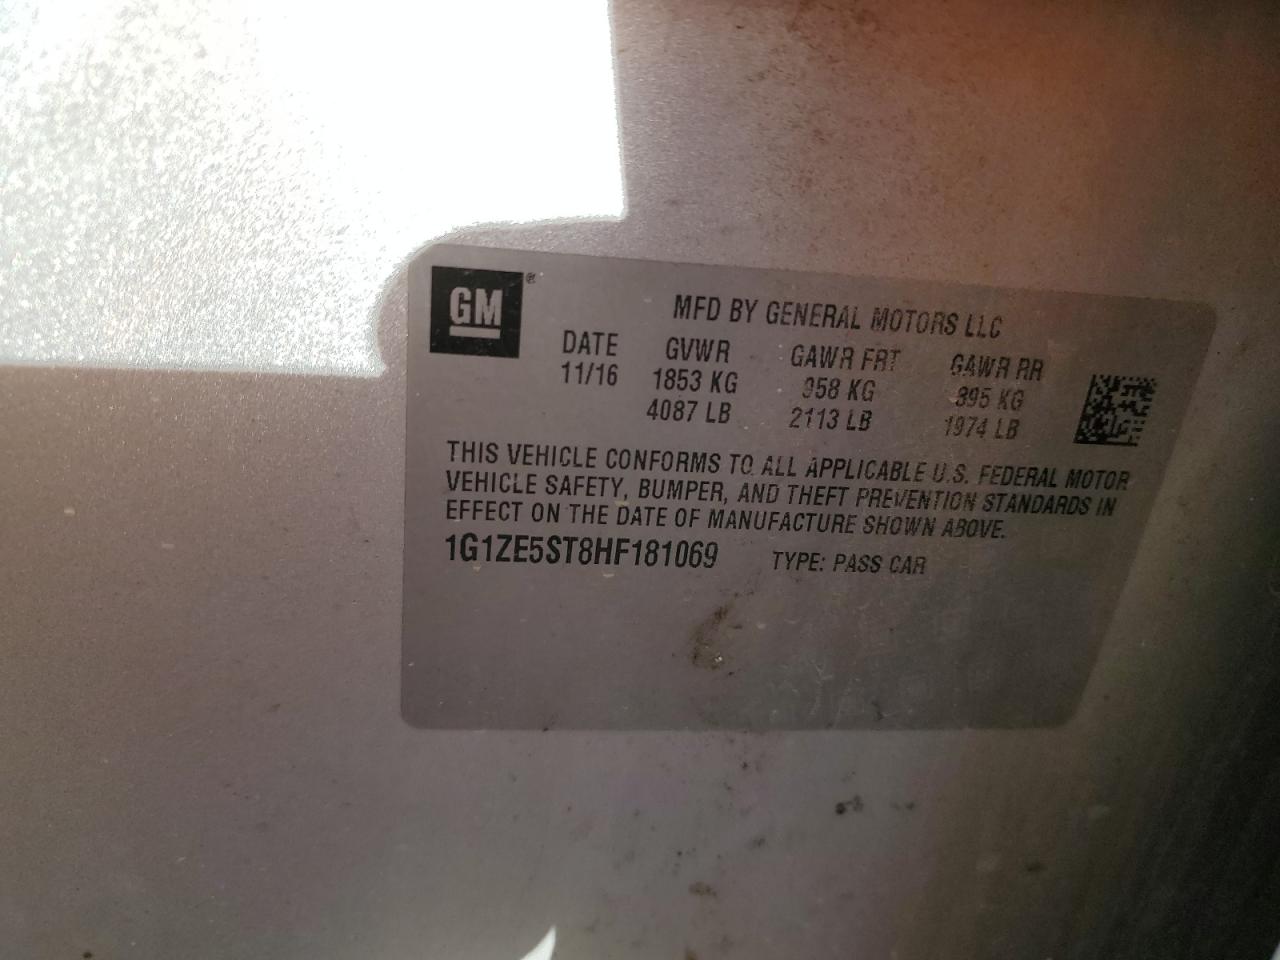 GM ®
MFD BY GENERAL MOTORS LLC
DATE GVWR GAWR FRT GAWR RR
11/16 1853 KG 958 KG 895 KG
4087 LB 2113 LB 1974 LB
THIS VEHICLE CONFORMS TO ALL APPLICABLE U.S. FEDERAL MOTOR
VEHICLE SAFETY, BUMPER, AND THEFT PREVENTION STANDARDS IN
EFFECT ON THE DATE OF MANUFACTURE SHOWN ABOVE.
1G1ZE5ST8HF181069 TYPE: PASS CAR